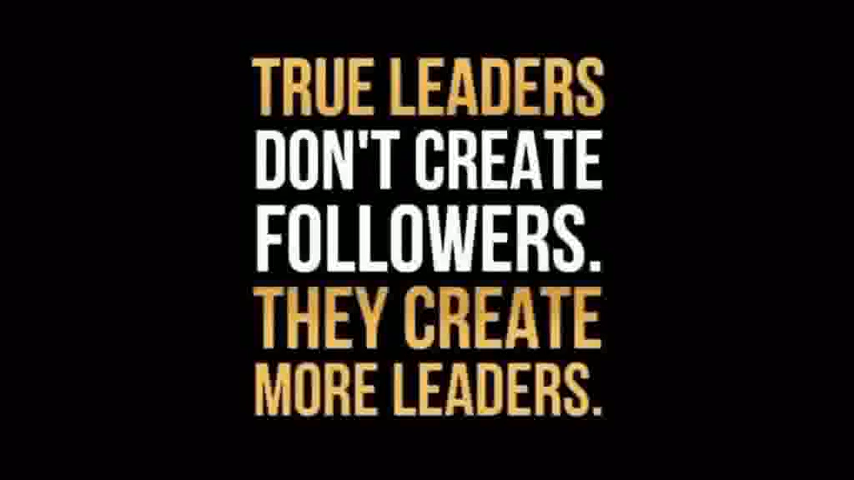 TRUE LEADERS
DON'T CREATE
FOLLOWERS.
THEY CREATE
MORE LEADERS.